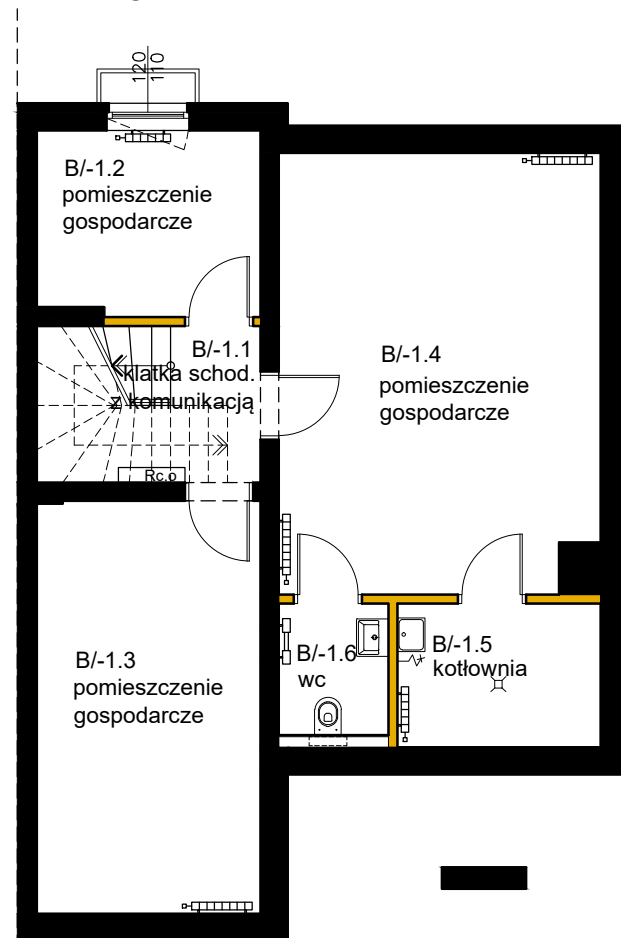 120
110
B/-1.2
pomieszczenie
gospodarcze
B/-1.1
klatka schod.
z komunikacją
B/-1.4
pomieszczenie
gospodarcze
Rc.o
B/-1.3
pomieszczenie
gospodarcze
B/-1.6
wc
B/-1.5
kotłownia